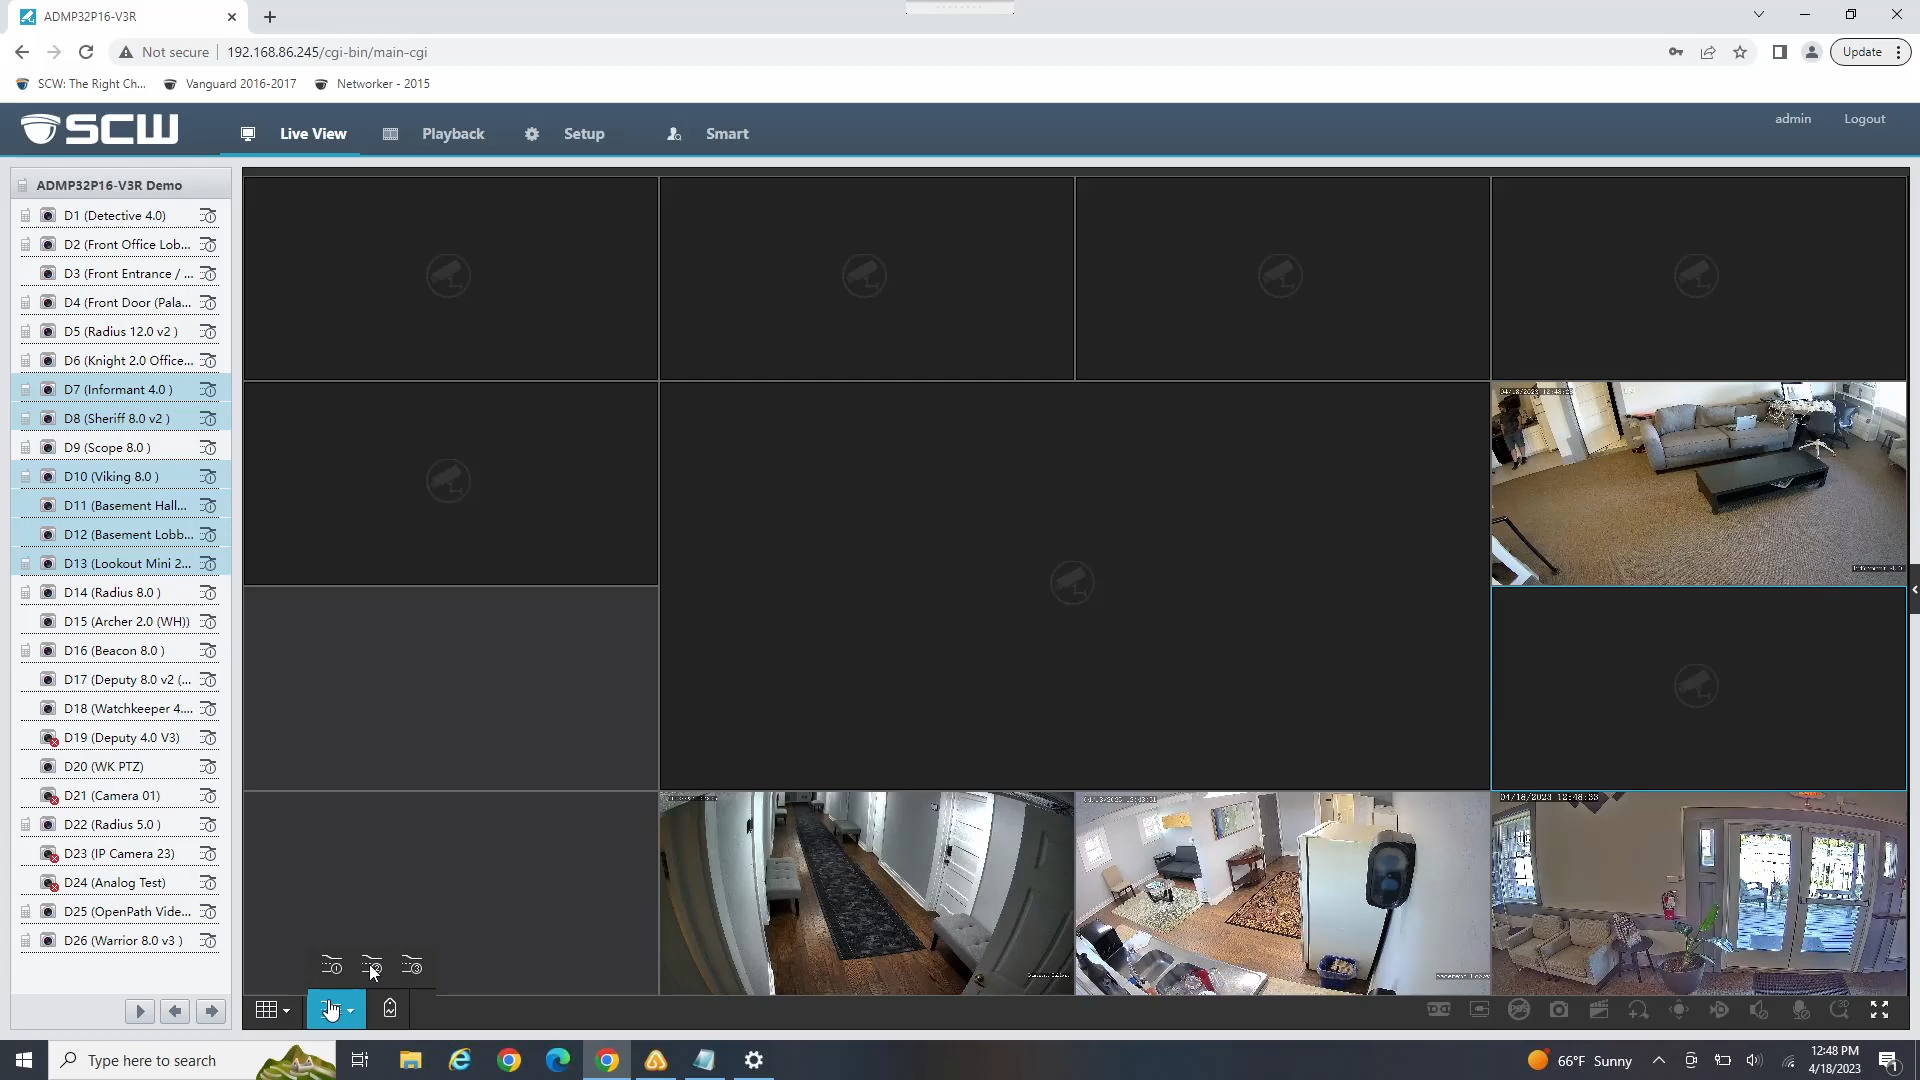 ADMP32P16-V3R
Not secure
192.168.86.245/cgi-bin/main-cgi
Update
SCW: The Right Ch...
Vanguard 2016-2017
Networker - 2015
SCW
Live View
Playback
Setup
Smart
admin
Logout
ADMP32P16-V3R Demo
D1 (Detective 4.0)
D2 (Front Office Lob...
D3 (Front Entrance / ...
D4 (Front Door (Pala...
D5 (Radius 12.0 v2 )
D6 (Knight 2.0 Office...
D7 (Informant 4.0 )
D8 (Sheriff 8.0 v2 )
D9 (Scope 8.0 )
D10 (Viking 8.0 )
D11 (Basement Hall...
D12 (Basement Lobb...
D13 (Lookout Mini 2...
D14 (Radius 8.0 )
D15 (Archer 2.0 (WH))
D16 (Beacon 8.0 )
D17 (Deputy 8.0 v2 (...
D18 (Watchkeeper 4....
D19 (Deputy 4.0 V3)
D20 (WK PTZ)
D21 (Camera 01)
D22 (Radius 5.0 )
D23 (IP Camera 23)
D24 (Analog Test)
D25 (OpenPath Vide...
D26 (Warrior 8.0 v3 )
04/18/2023 12:48:33
Type here to search
66°F Sunny
12:48 PM
4/18/2023
1